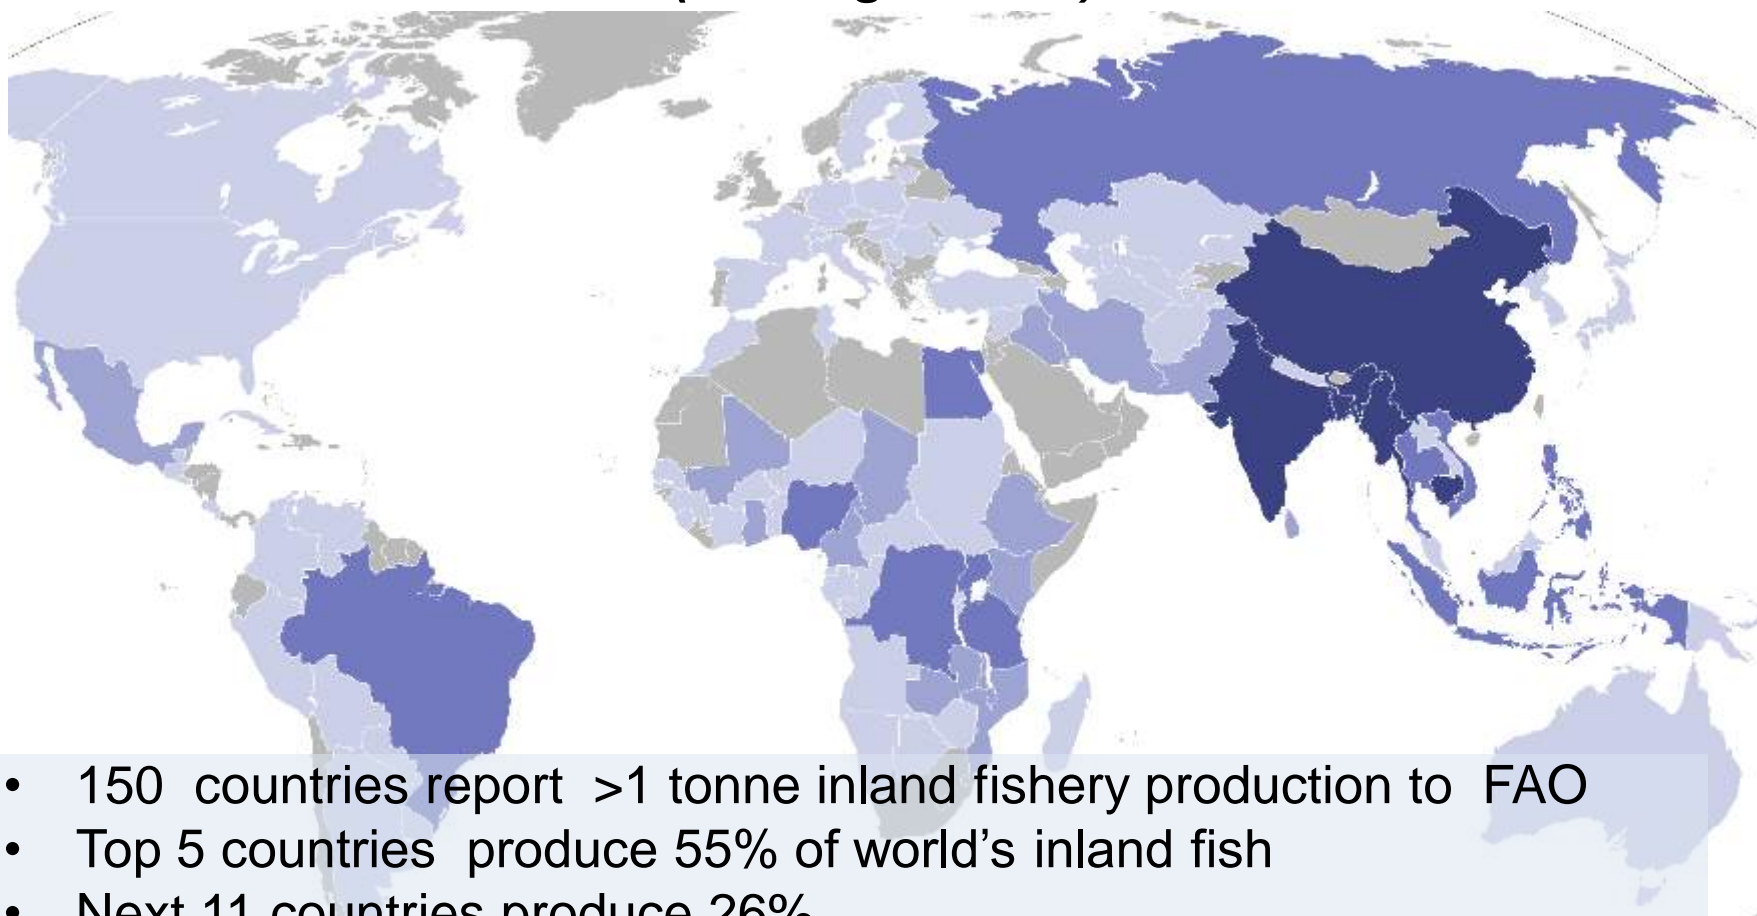 • 150 countries report >1 tonne inland fishery production to FAO
• Top 5 countries produce 55% of world’s inland fish
• Next 11 countries produce 26%